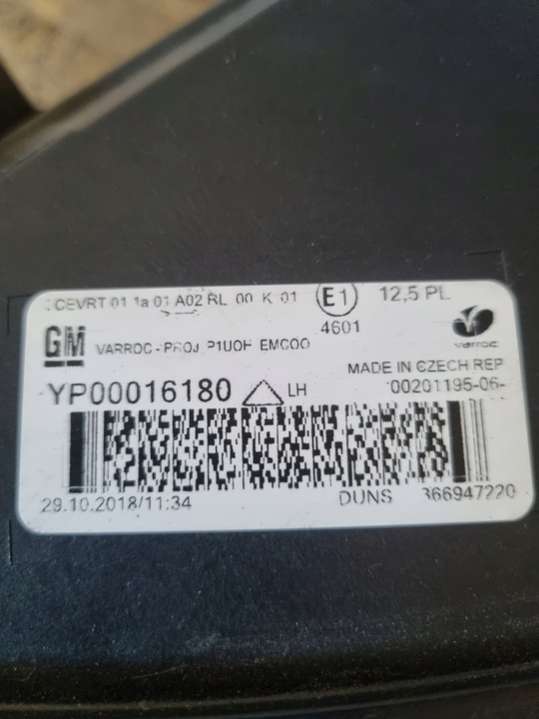 CEVRT 01 1a 01 A02 RL 00 K 01 E1 12,5 PL
4601
GM VARROC - PROJ P1UOH EMCOO varroc
MADE IN CZECH REP
YP00016180 LH 00201195-06-
29.10.2018/11:34 DUNS 366947220